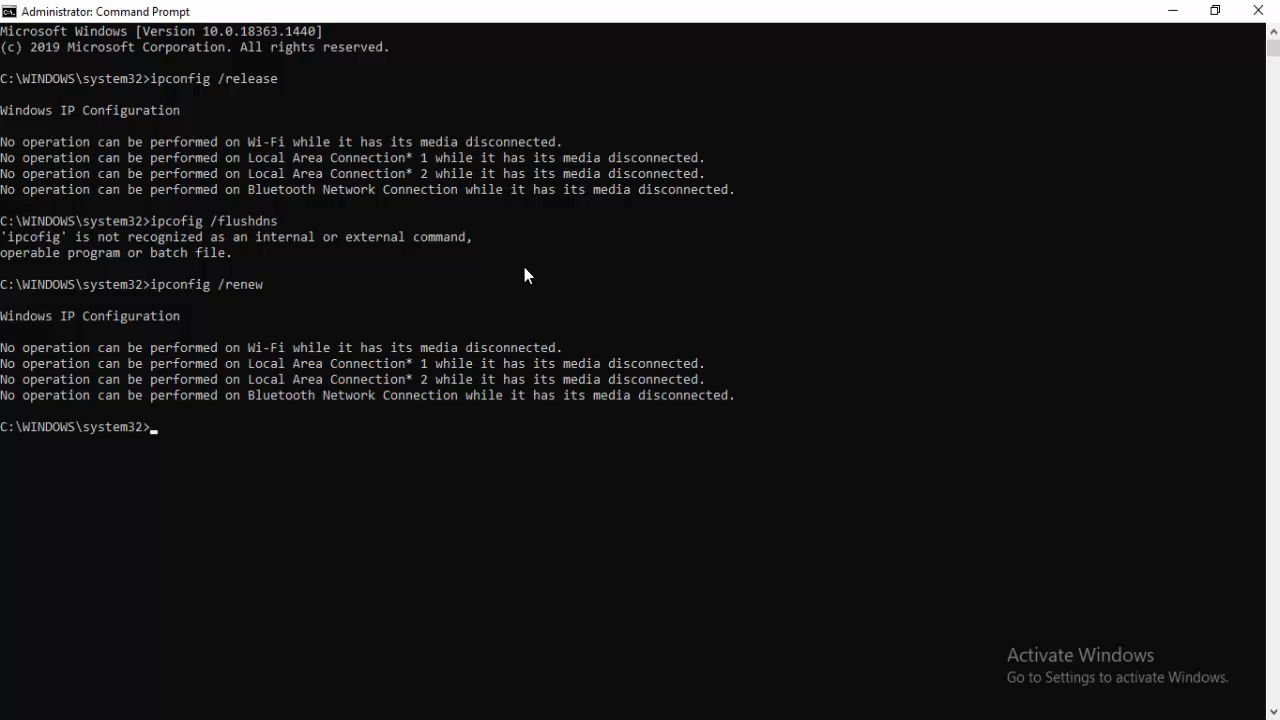 Administrator: Command Prompt
Microsoft Windows [Version 10.0.18363.1440]
(c) 2019 Microsoft Corporation. All rights reserved.
C:\WINDOWS\system32>ipconfig /release
Windows IP Configuration
No operation can be performed on Wi-Fi while it has its media disconnected.
No operation can be performed on Local Area Connection* 1 while it has its media disconnected.
No operation can be performed on Local Area Connection* 2 while it has its media disconnected.
No operation can be performed on Bluetooth Network Connection while it has its media disconnected.
C:\WINDOWS\system32>ipcofig /flushdns
'ipcofig' is not recognized as an internal or external command,
operable program or batch file.
C:\WINDOWS\system32>ipconfig /renew
Windows IP Configuration
No operation can be performed on Wi-Fi while it has its media disconnected.
No operation can be performed on Local Area Connection* 1 while it has its media disconnected.
No operation can be performed on Local Area Connection* 2 while it has its media disconnected.
No operation can be performed on Bluetooth Network Connection while it has its media disconnected.
C:\WINDOWS\system32>_
Activate Windows
Go to Settings to activate Windows.